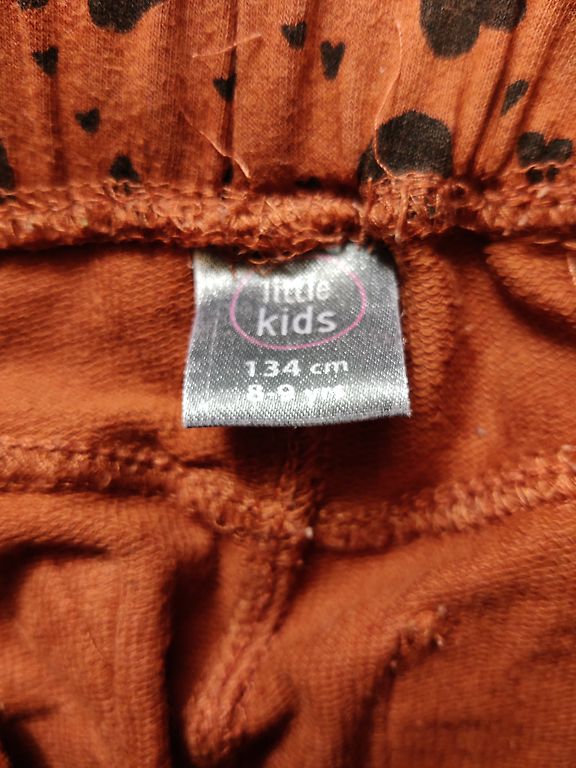 little
kids
134 cm
8-9 yrs